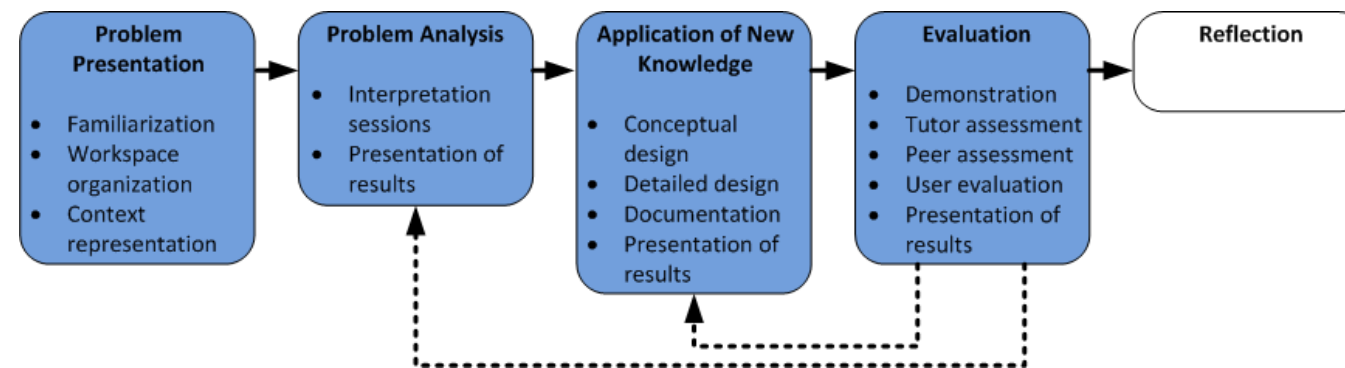 Problem
Presentation
• Familiarization
• Workspace
organization
• Context
representation
Problem Analysis
• Interpretation
sessions
• Presentation of
results
Application of New
Knowledge
• Conceptual
design
• Detailed design
• Documentation
• Presentation of
results
Evaluation
• Demonstration
• Tutor assessment
• Peer assessment
• User evaluation
• Presentation of
results
Reflection